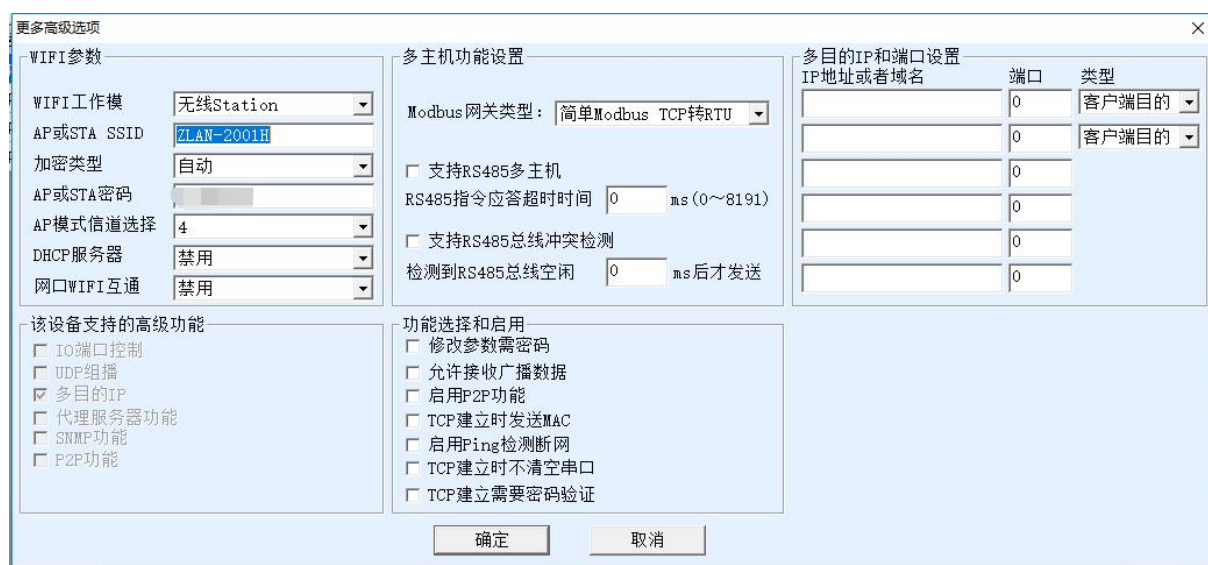 更多高级选项
WIFI参数
WIFI工作模 无线Station
AP或STA SSID ZLAN-2001H
加密类型 自动
AP或STA密码
AP模式信道选择 4
DHCP服务器 禁用
网口WIFI互通 禁用
多主机功能设置
Modbus网关类型: 简单Modbus TCP转RTU
支持RS485多主机
RS485指令应答超时时间 0 ms(0～8191)
支持RS485总线冲突检测
检测到RS485总线空闲 0 ms后才发送
多目的IP和端口设置
IP地址或者域名 端口 类型
0 客户端目的
0 客户端目的
0
0
0
0
该设备支持的高级功能
IO端口控制
UDP组播
多目的IP
代理服务器功能
SNMP功能
P2P功能
功能选择和启用
修改参数需密码
允许接收广播数据
启用P2P功能
TCP建立时发送MAC
启用Ping检测断网
TCP建立时不清空串口
TCP建立需要密码验证
确定 取消